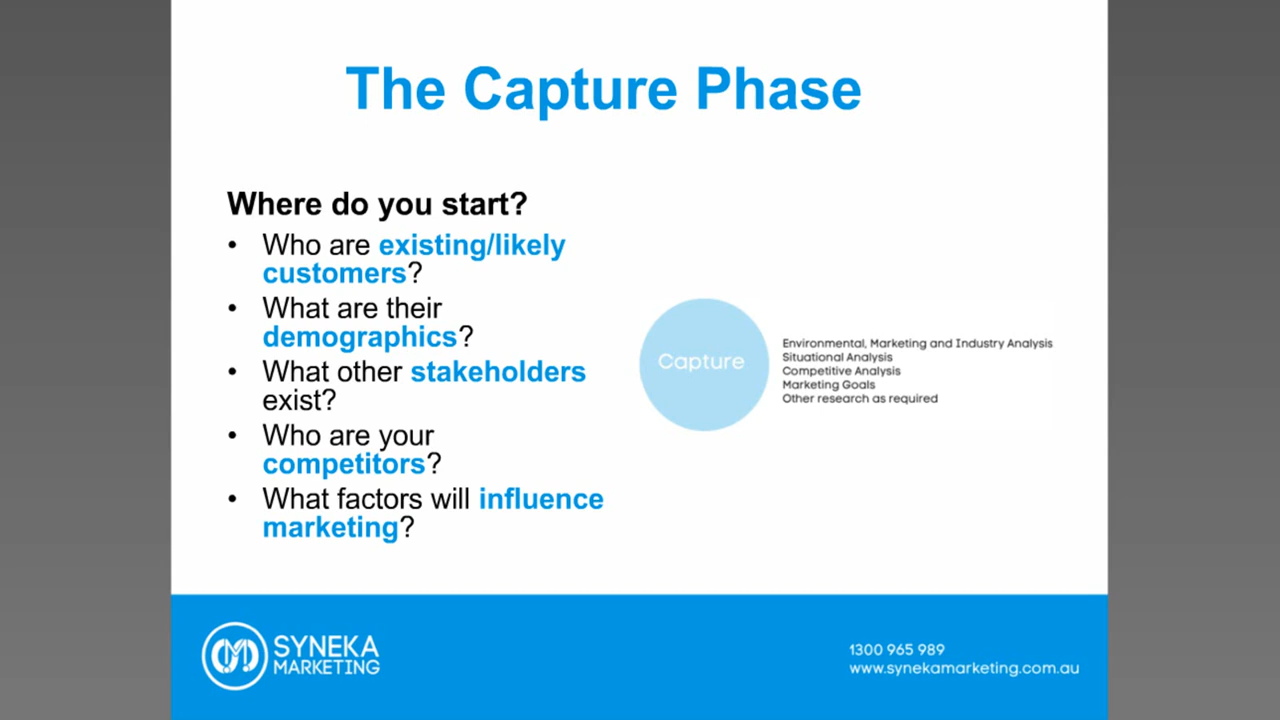 The Capture Phase
Where do you start?
• Who are existing/likely
customers?
• What are their
demographics?
• What other stakeholders
exist?
• Who are your
competitors?
• What factors will influence
marketing?
Capture
Environmental, Marketing and Industry Analysis
Situational Analysis
Competitive Analysis
Marketing Goals
Other research as required
SYNEKA
MARKETING
1300 965 989
www.synekamarketing.com.au